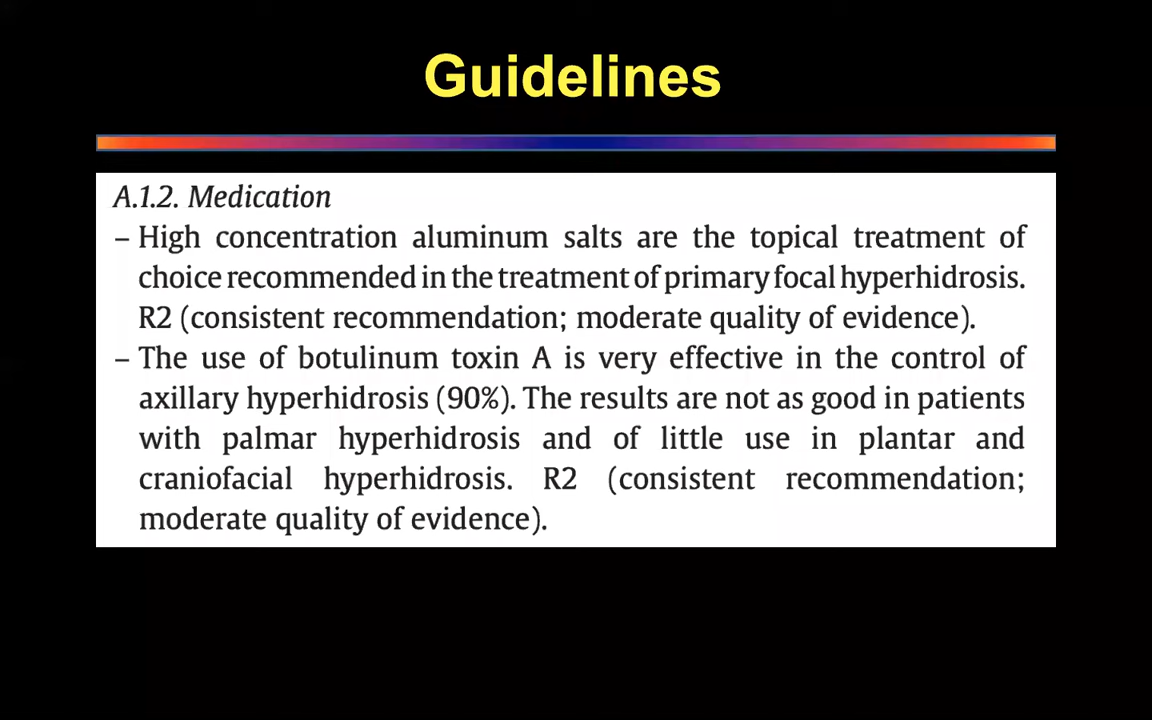 Guidelines
A.1.2. Medication
– High concentration aluminum salts are the topical treatment of
choice recommended in the treatment of primary focal hyperhidrosis.
R2 (consistent recommendation; moderate quality of evidence).
– The use of botulinum toxin A is very effective in the control of
axillary hyperhidrosis (90%). The results are not as good in patients
with palmar hyperhidrosis and of little use in plantar and
craniofacial hyperhidrosis. R2 (consistent recommendation;
moderate quality of evidence).